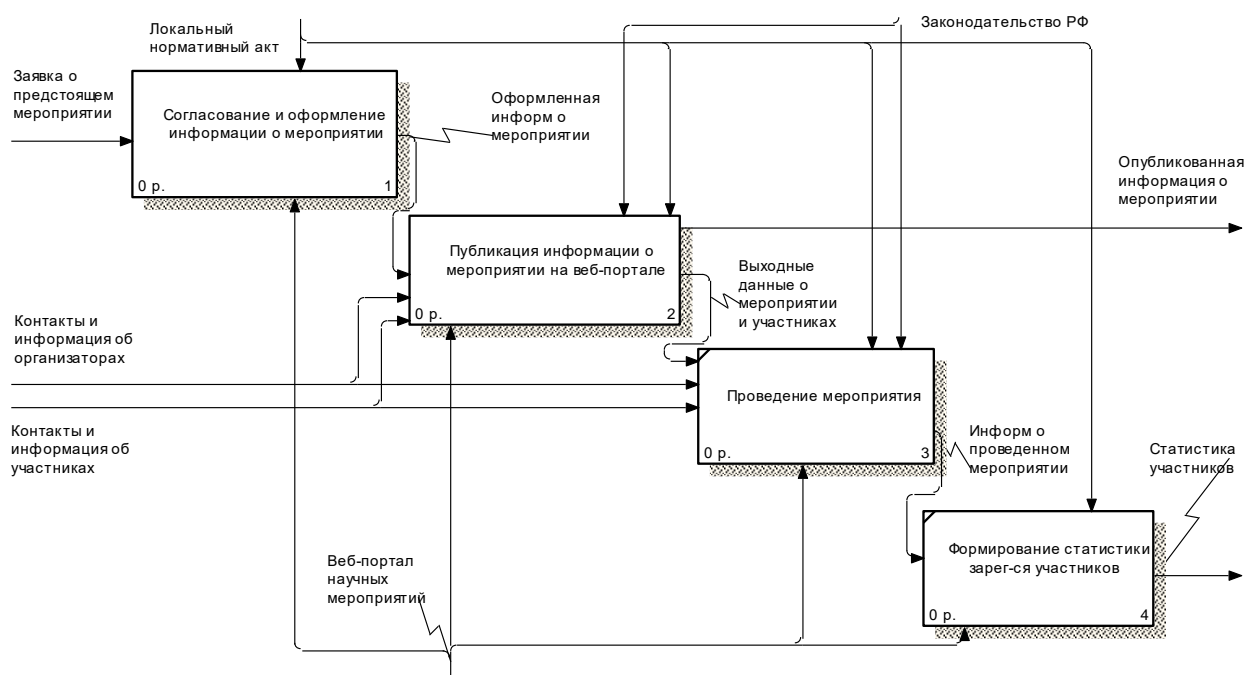 Локальный
нормативный акт
Законодательство РФ
Заявка о
предстоящем
мероприятии
Согласование и оформление
информации о мероприятии
0 р.
1
Оформленная
информ о
мероприятии
Опубликованная
информация о
мероприятии
Публикация информации о
мероприятии на веб-портале
0 р.
2
Выходные
данные о
мероприятии
и участниках
Контакты и
информация об
организаторах
Проведение мероприятия
0 р.
3
Контакты и
информация об
участниках
Информ о
проведенном
мероприятии
Статистика
участников
Формирование статистики
зарег-ся участников
0 р.
4
Веб-портал
научных
мероприятий